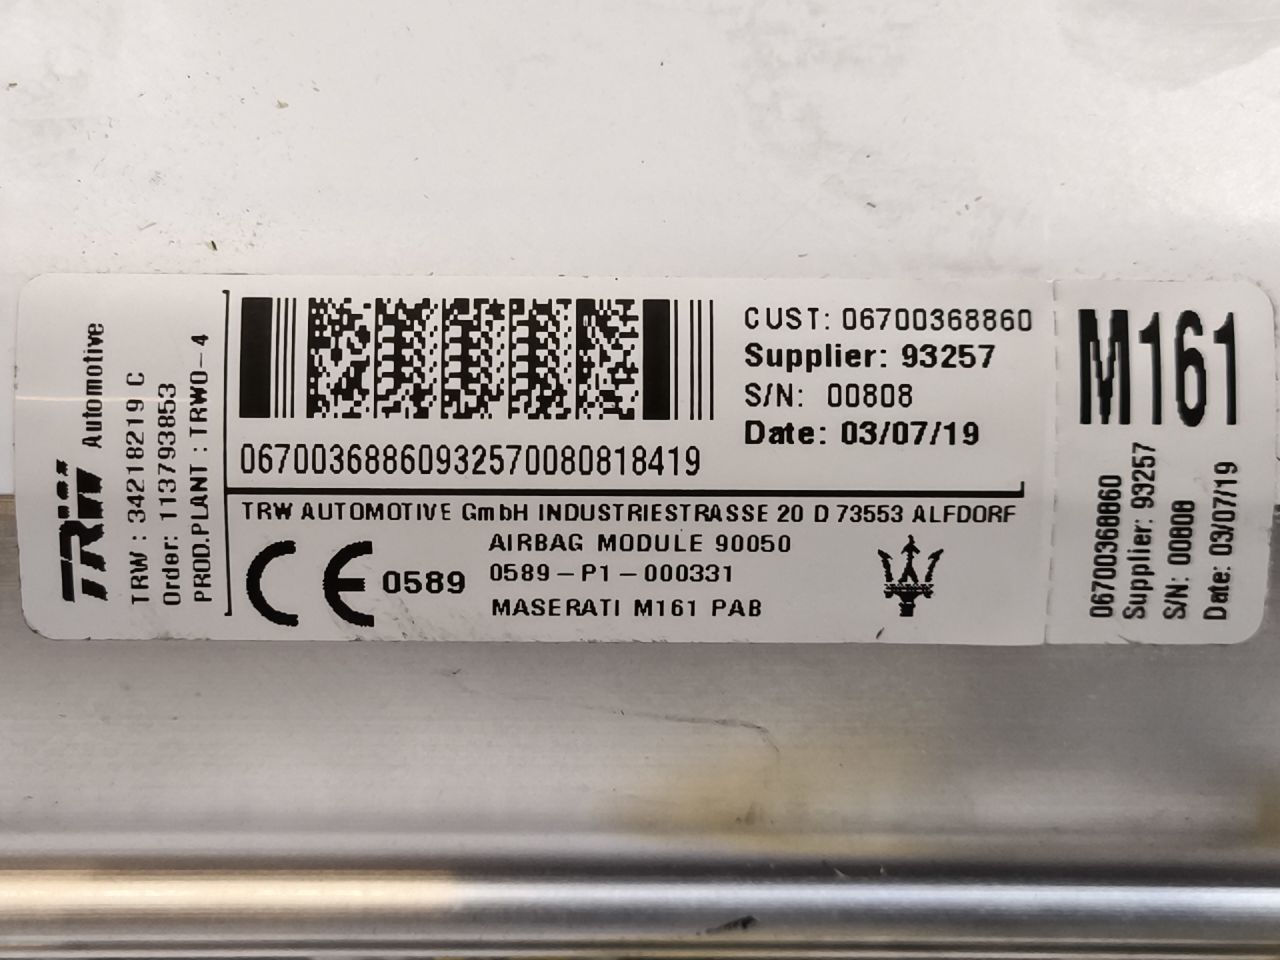 TRW Automotive
TRW : 34218219 C
Order: 113793853
PROD.PLANT : TRWO-4
06700368860932570080818419
CUST: 06700368860
Supplier: 93257
S/N: 00808
Date: 03/07/19
TRW AUTOMOTIVE GmbH INDUSTRIESTRASSE 20 D 73553 ALFDORF
CE 0589
AIRBAG MODULE 90050
0589-P1-000331
MASERATI M161 PAB
M161
06700368860
Supplier: 93257
S/N: 00808
Date: 03/07/19